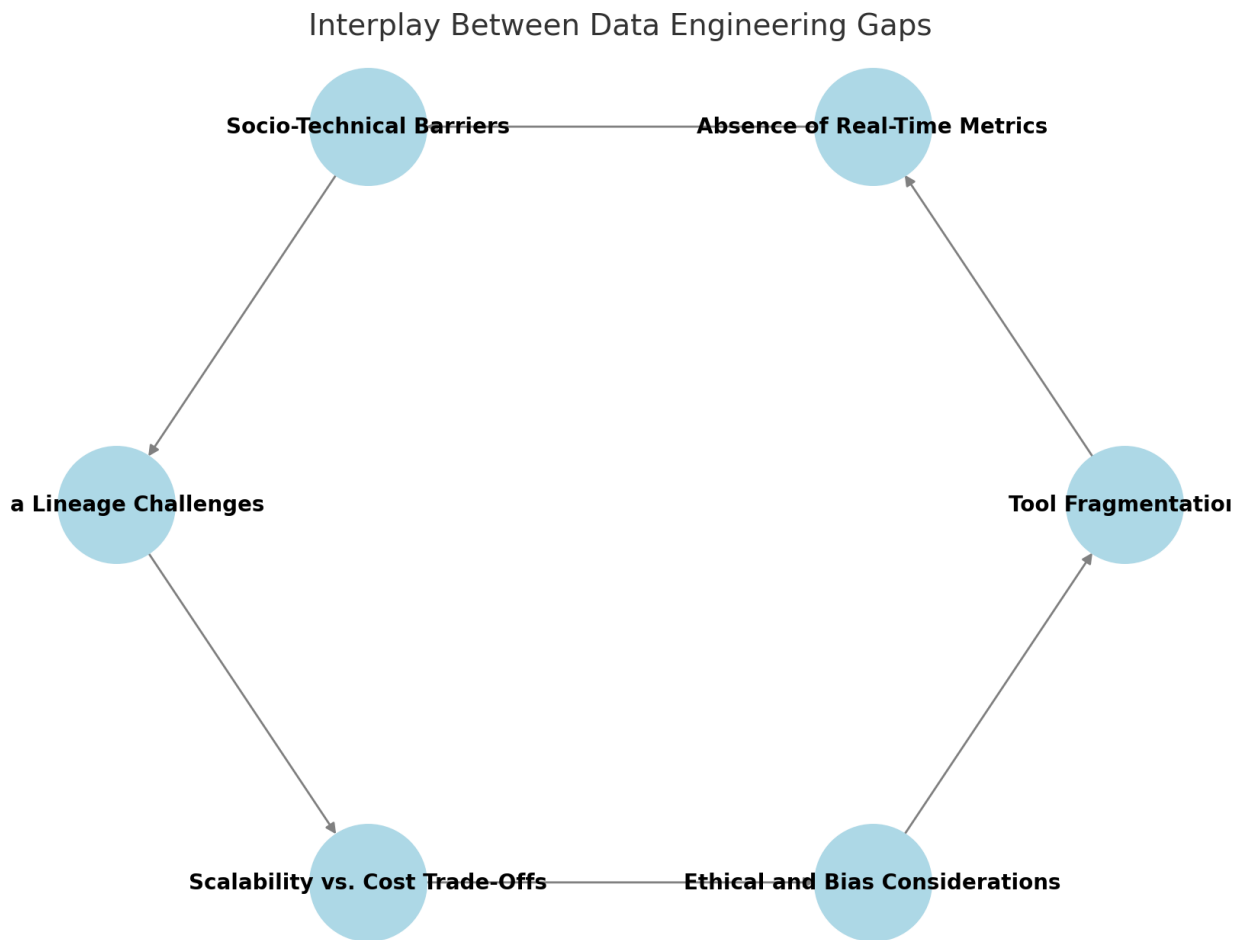 Interplay Between Data Engineering Gaps
Socio-Technical Barriers
Absence of Real-Time Metrics
a Lineage Challenges
Tool Fragmentatio
Scalability vs. Cost Trade-Offs
Ethical and Bias Considerations